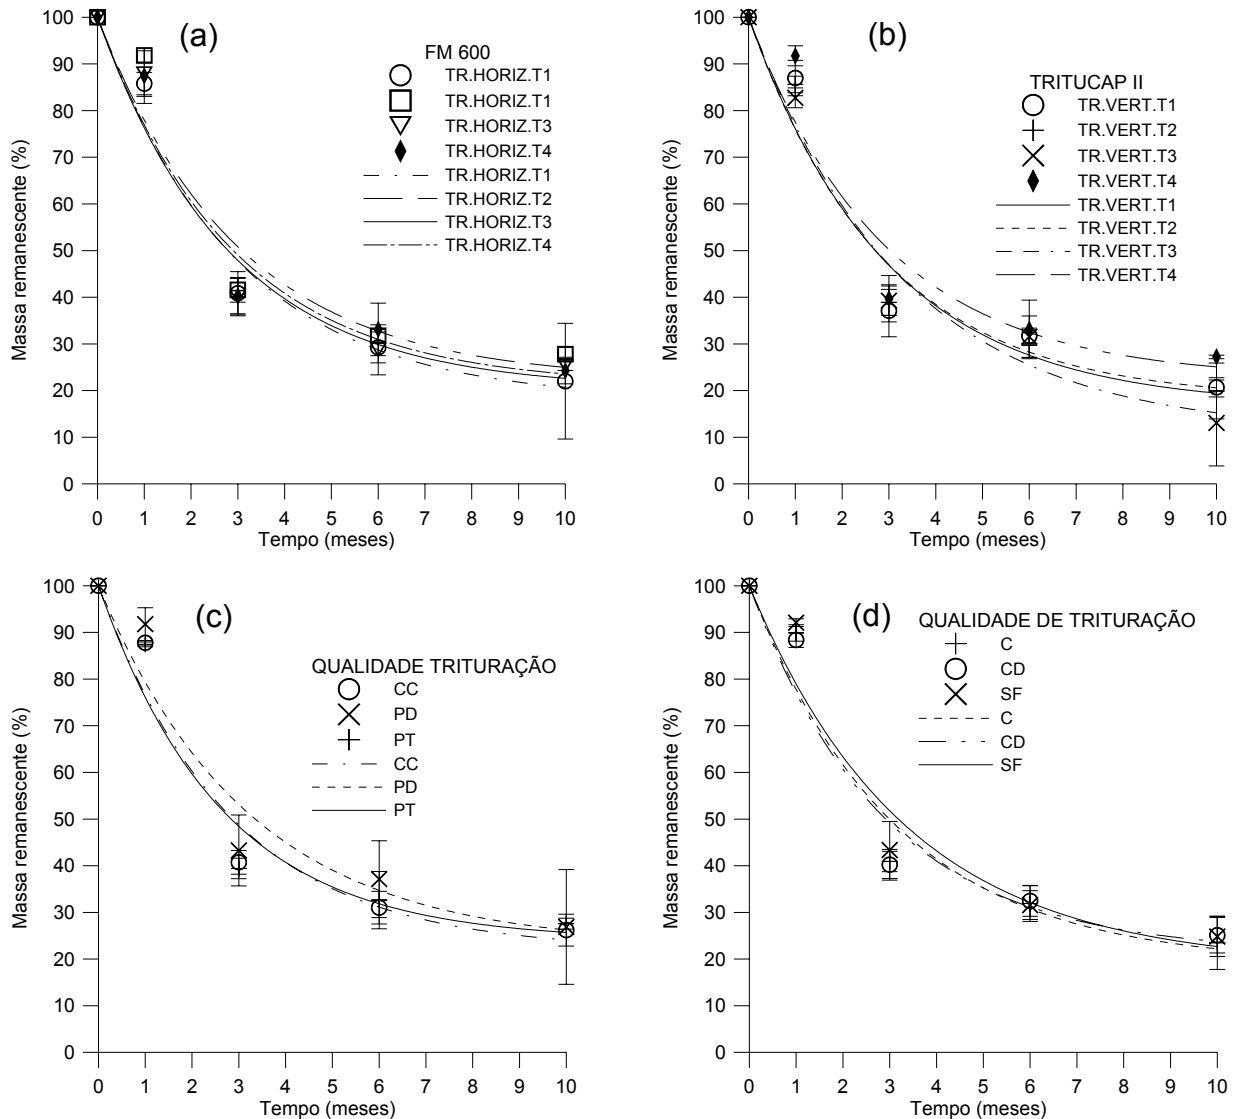 (a)
FM 600
TR.HORIZ.T1
TR.HORIZ.T1
TR.HORIZ.T3
TR.HORIZ.T4
TR.HORIZ.T1
TR.HORIZ.T2
TR.HORIZ.T3
TR.HORIZ.T4
Massa remanescente (%)
100
90
80
70
60
50
40
30
20
10
0
0 1 2 3 4 5 6 7 8 9 10
Tempo (meses)
(b)
TRITUCAP II
TR.VERT.T1
TR.VERT.T2
TR.VERT.T3
TR.VERT.T4
TR.VERT.T1
TR.VERT.T2
TR.VERT.T3
TR.VERT.T4
Massa remanescente (%)
100
90
80
70
60
50
40
30
20
10
0
0 1 2 3 4 5 6 7 8 9 10
Tempo (meses)
(c)
QUALIDADE TRITURAÇÃO
CC
PD
PT
CC
PD
PT
Massa remanescente (%)
100
90
80
70
60
50
40
30
20
10
0
0 1 2 3 4 5 6 7 8 9 10
Tempo (meses)
(d)
QUALIDADE DE TRITURAÇÃO
C
CD
SF
C
CD
SF
Massa remanescente (%)
100
90
80
70
60
50
40
30
20
10
0
0 1 2 3 4 5 6 7 8 9 10
Tempo (meses)